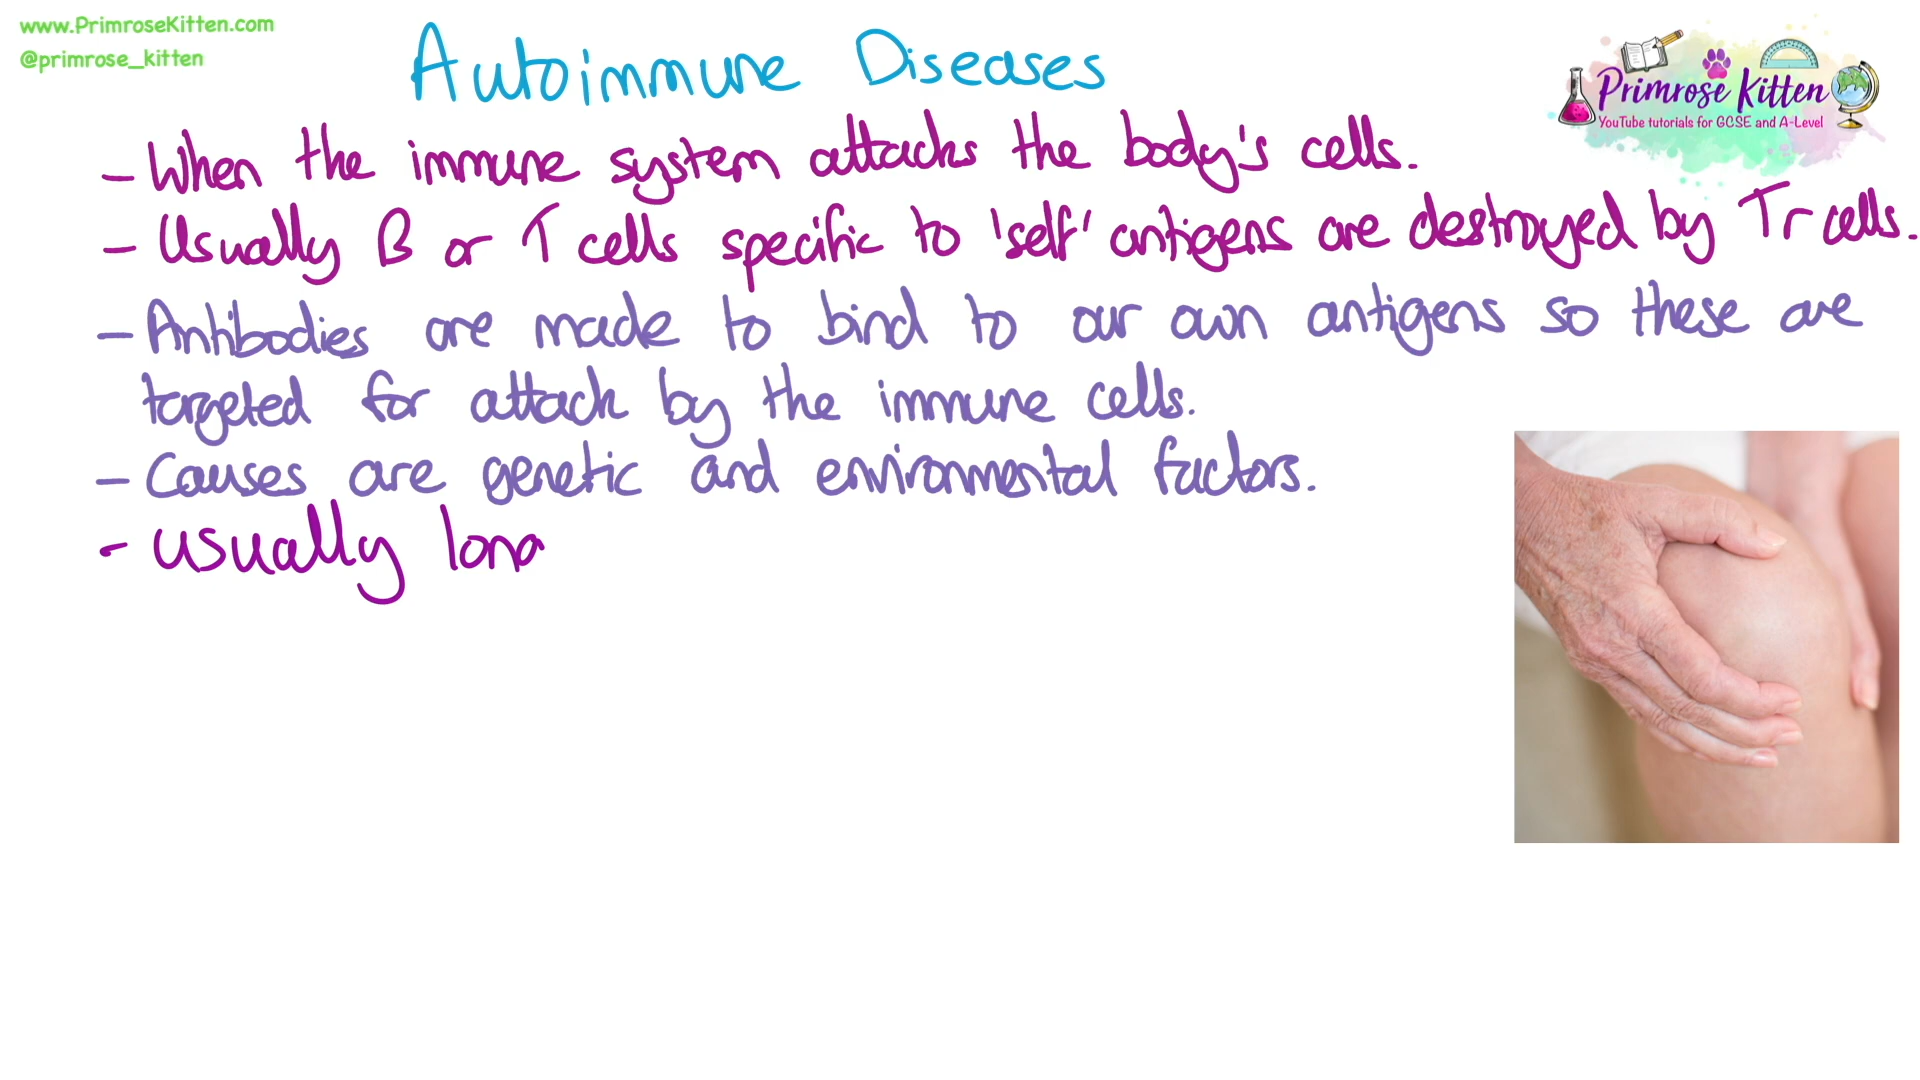 www.PrimroseKitten.com
@primrose_kitten
Autoimmune Diseases
Primrose Kitten
YouTube tutorials for GCSE and A-Level
- When the immune system attacks the body's cells.
- Usually B or T cells specific to 'self' antigens are destroyed by Tr cells.
- Antibodies are made to bind to our own antigens so these are
targeted for attack by the immune cells.
- Causes are genetic and environmental factors.
- usually